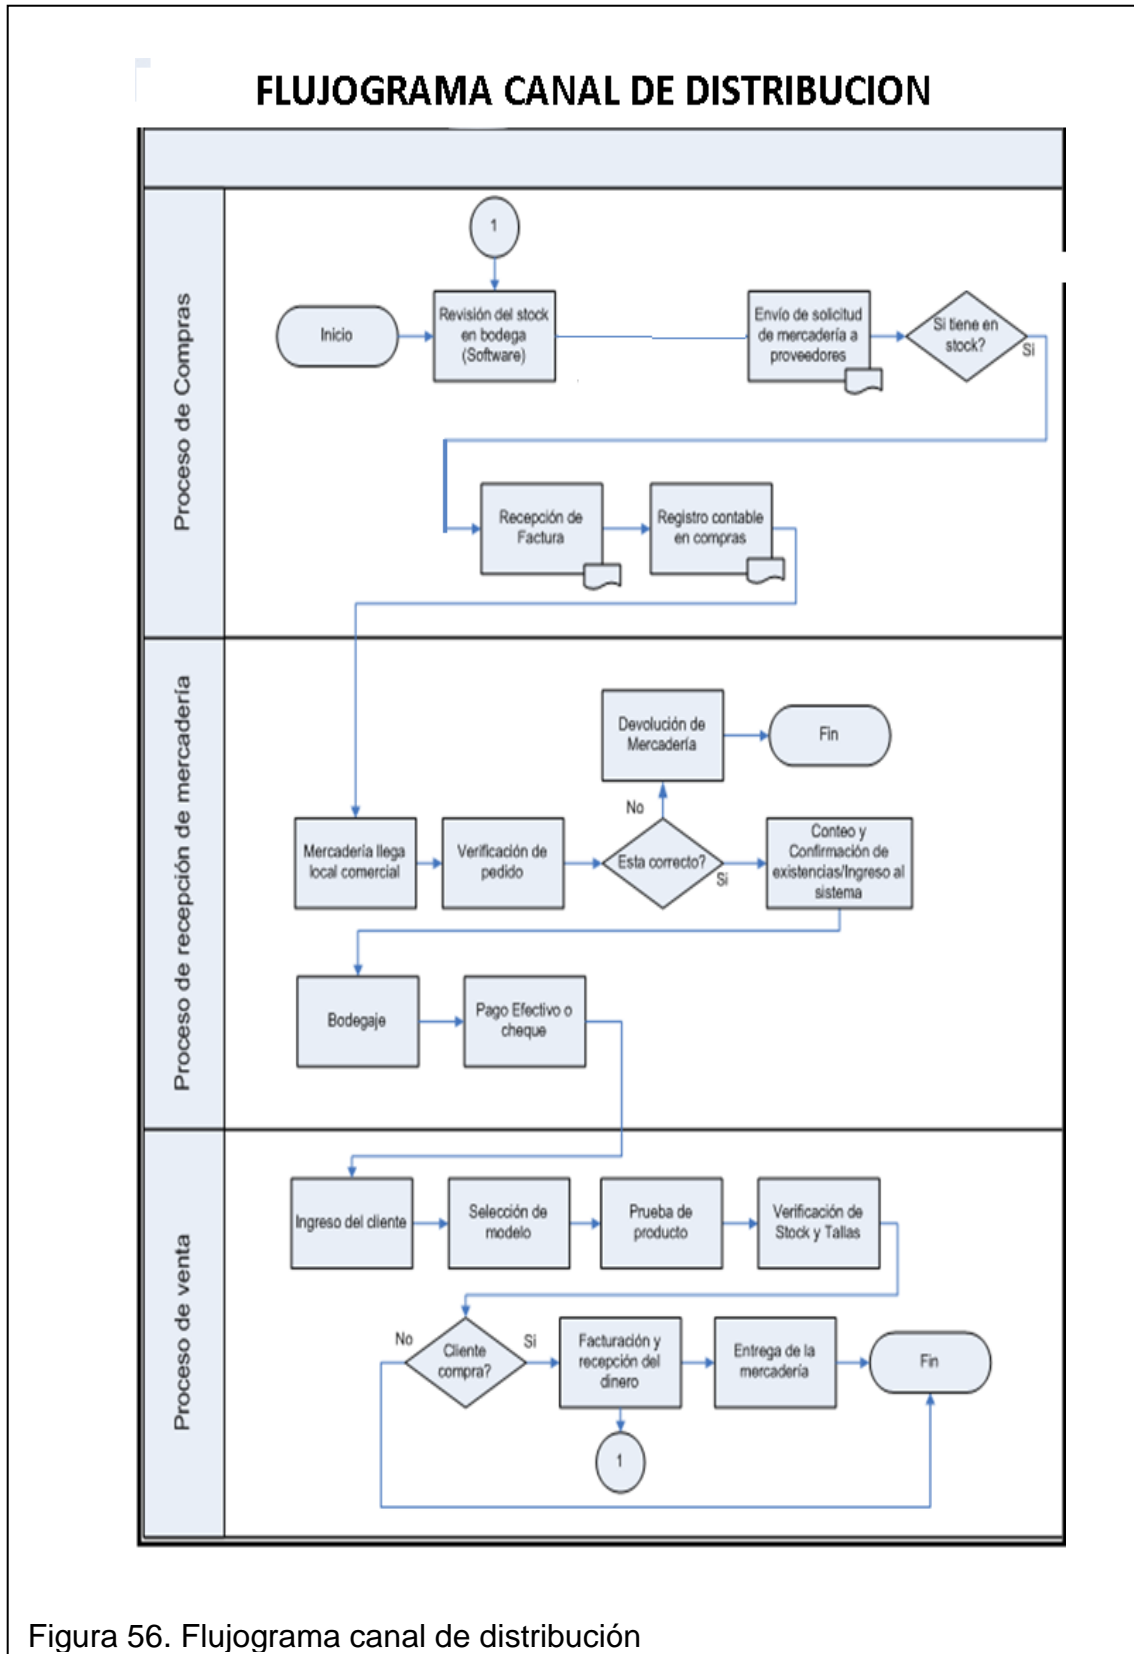 FLUJOGRAMA CANAL DE DISTRIBUCION
Proceso de Compras
1
Inicio
Revisión del stock
en bodega
(Software)
Envío de solicitud
de mercadería a
proveedores
Si tiene en
stock?
Si
Recepción de
Factura
Registro contable
en compras
Proceso de recepción de mercadería
Devolución de
Mercadería
Fin
No
Mercadería llega
local comercial
Verificación de
pedido
Esta correcto?
Si
Conteo y
Confirmación de
existencias/Ingreso al
sistema
Bodegaje
Pago Efectivo o
cheque
Proceso de venta
Ingreso del cliente
Selección de
modelo
Prueba de
producto
Verificación de
Stock y Tallas
No
Cliente
compra?
Si
Facturación y
recepción del
dinero
Entrega de la
mercadería
Fin
1
Figura 56. Flujograma canal de distribución